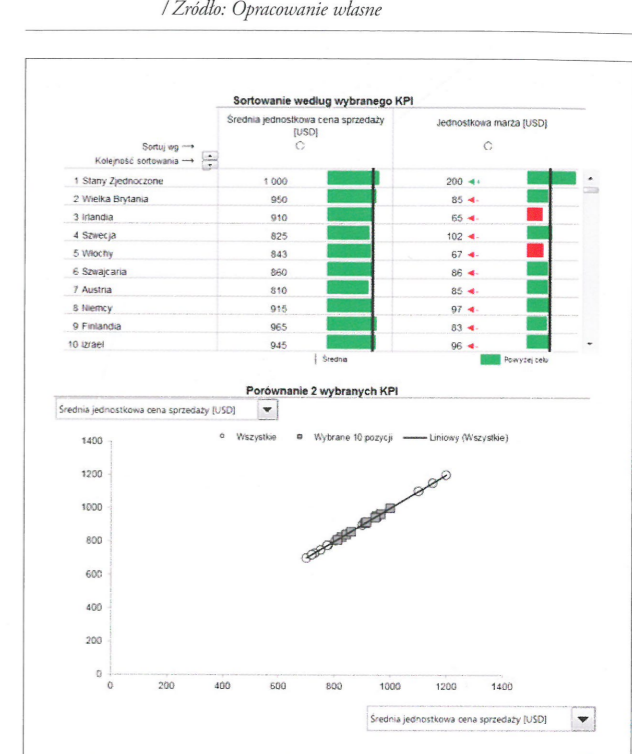 / Źródło: Opracowanie własne
Sortowanie według wybranego KPI
Średnia jednostkowa cena sprzedaży [USD]
Jednostkowa marża [USD]
Sortuj wg →
Kolejność sortowania →
1 Stany Zjednoczone 1 000 200
2 Wielka Brytania 950 85
3 Irlandia 910 65
4 Szwecja 825 102
5 Włochy 843 67
6 Szwajcaria 860 86
7 Austria 810 85
8 Niemcy 915 97
9 Finlandia 965 83
10 Izrael 945 96
Średnia
Powyżej celu
Porównanie 2 wybranych KPI
Średnia jednostkowa cena sprzedaży [USD]
Wszystkie Wybrane 10 pozycji Liniowy (Wszystkie)
1400
1200
1000
800
600
400
200
0
0 200 400 600 800 1000 1200 1400
Średnia jednostkowa cena sprzedaży [USD]